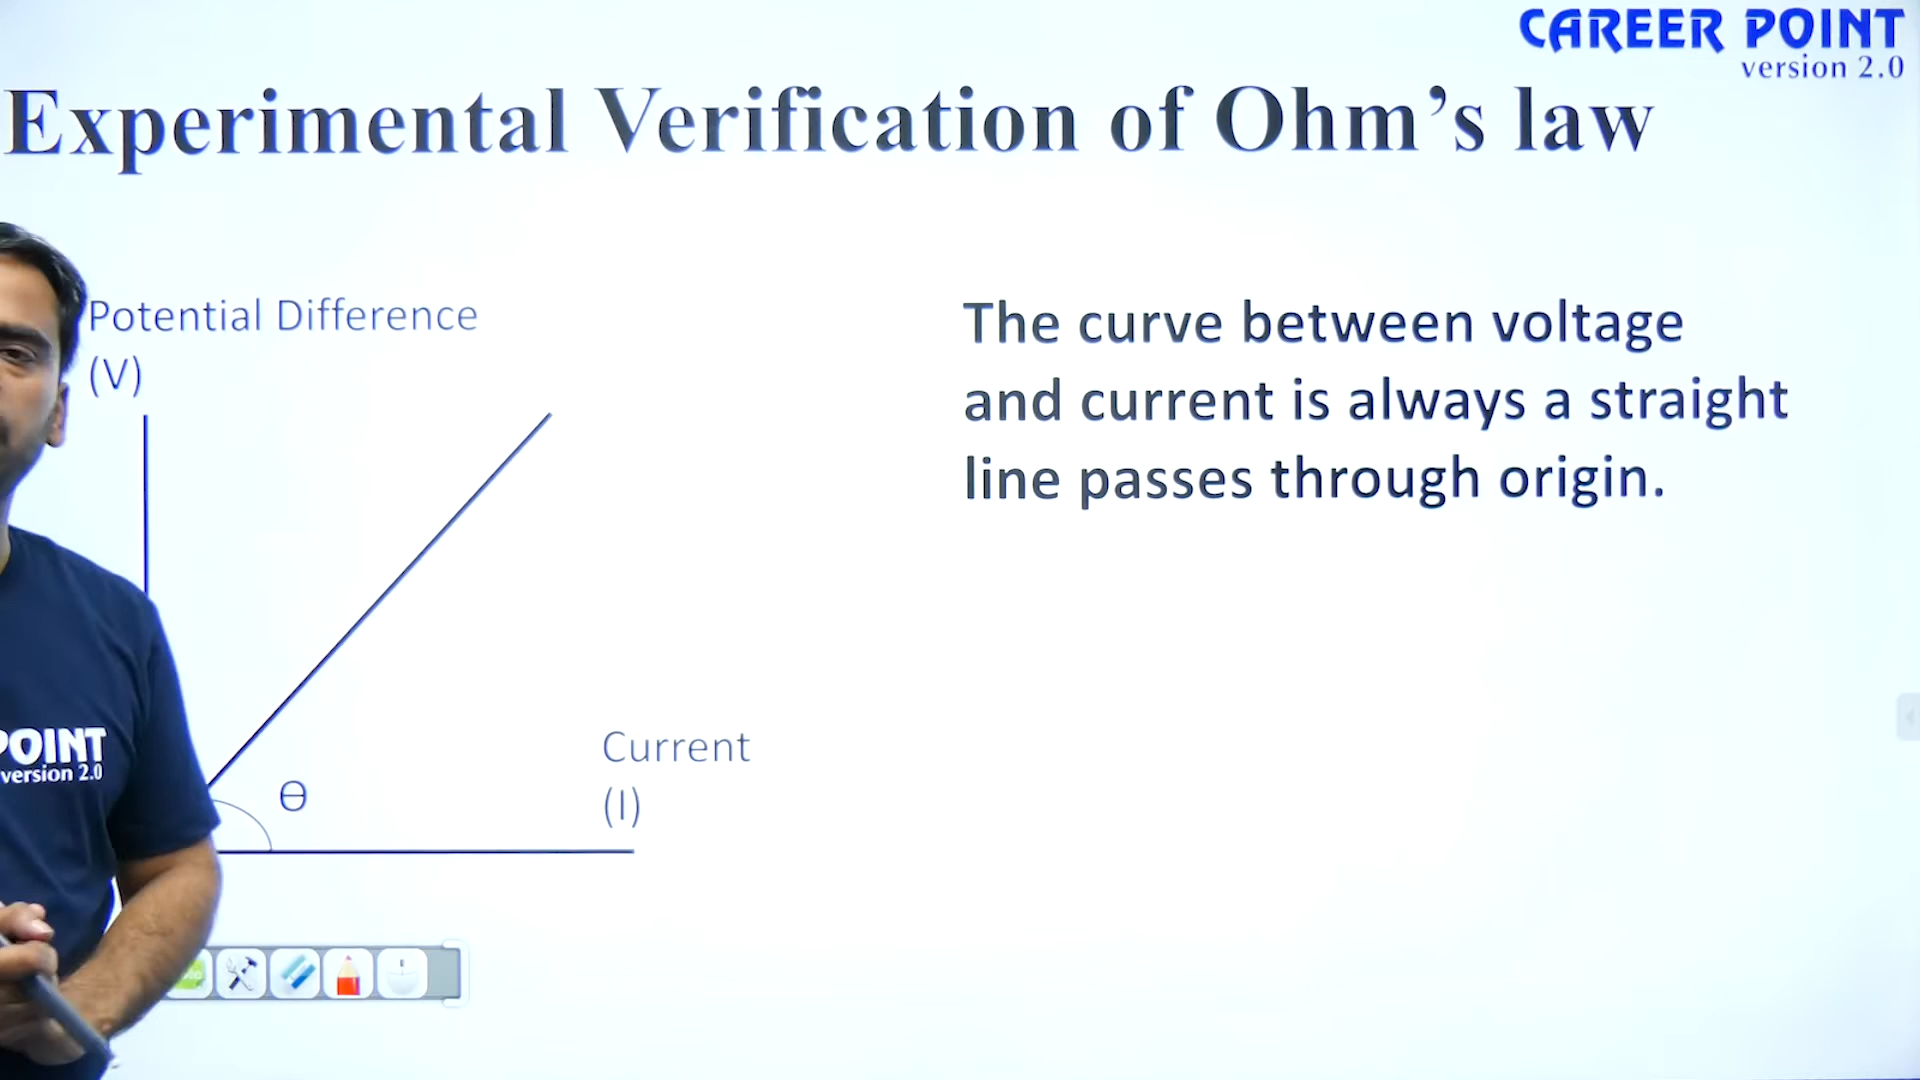 CAREER POINT
version 2.0
Experimental Verification of Ohm’s law
Potential Difference
(V)
The curve between voltage
and current is always a straight
line passes through origin.
Current
(I)
θ
POINT
version 2.0